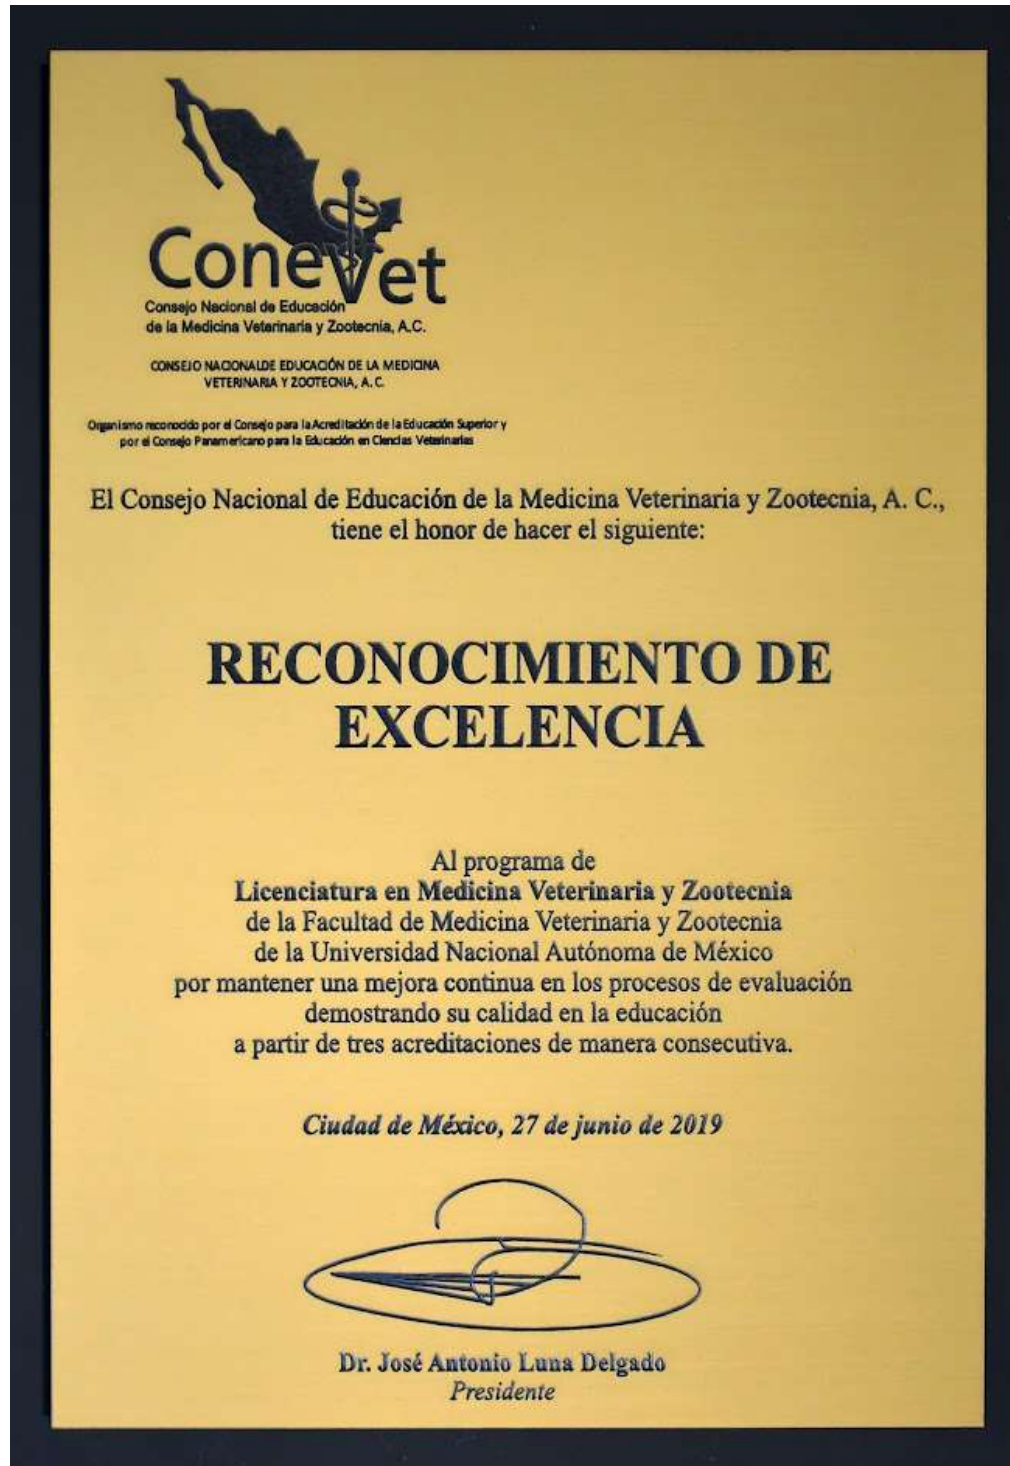 ConeVet
Consejo Nacional de Educación
de la Medicina Veterinaria y Zootecnia, A.C.
CONSEJO NACIONALDE EDUCACIÓN DE LA MEDICINA
VETERINARIA Y ZOOTECNIA, A. C.
Organismo reconocido por el Consejo para la Acreditación de la Educación Superior y
por el Consejo Panamericano para la Educación en Ciencias Veterinarias
El Consejo Nacional de Educación de la Medicina Veterinaria y Zootecnia, A. C.,
tiene el honor de hacer el siguiente:
RECONOCIMIENTO DE
EXCELENCIA
Al programa de
Licenciatura en Medicina Veterinaria y Zootecnia
de la Facultad de Medicina Veterinaria y Zootecnia
de la Universidad Nacional Autónoma de México
por mantener una mejora continua en los procesos de evaluación
demostrando su calidad en la educación
a partir de tres acreditaciones de manera consecutiva.
Ciudad de México, 27 de junio de 2019
Dr. José Antonio Luna Delgado
Presidente